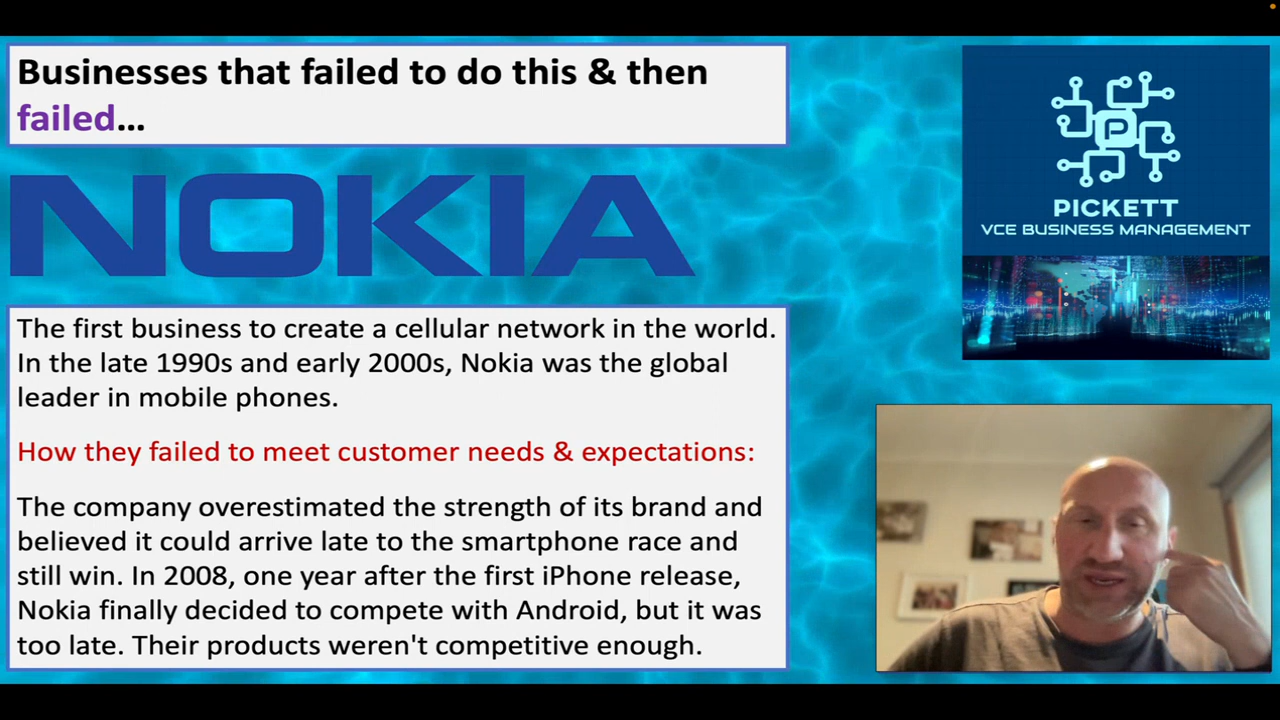 Businesses that failed to do this & then
failed...
NOKIA
The first business to create a cellular network in the world.
In the late 1990s and early 2000s, Nokia was the global
leader in mobile phones.
How they failed to meet customer needs & expectations:
The company overestimated the strength of its brand and
believed it could arrive late to the smartphone race and
still win. In 2008, one year after the first iPhone release,
Nokia finally decided to compete with Android, but it was
too late. Their products weren't competitive enough.
P
PICKETT
VCE BUSINESS MANAGEMENT